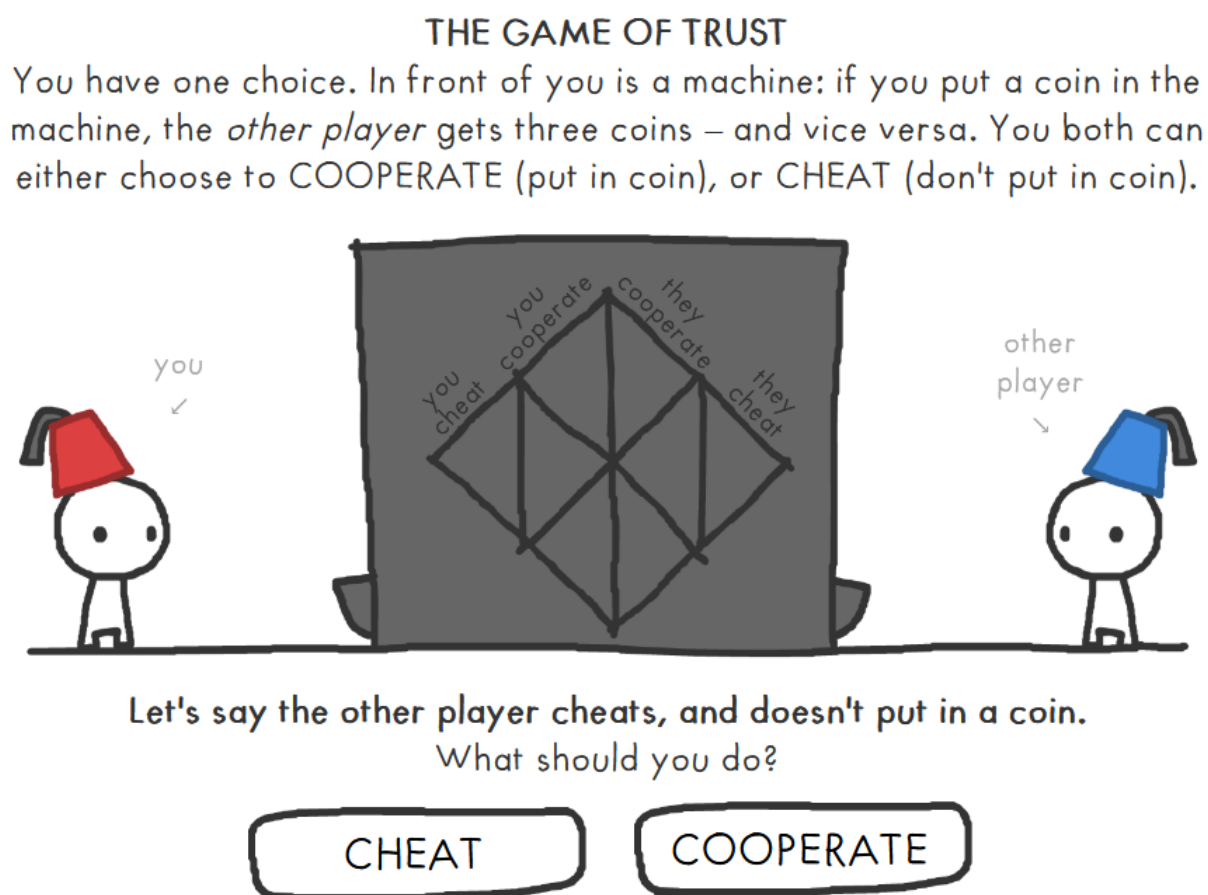 THE GAME OF TRUST
You have one choice. In front of you is a machine: if you put a coin in the
machine, the other player gets three coins – and vice versa. You both can
either choose to COOPERATE (put in coin), or CHEAT (don't put in coin).
you
cooperate
they
cooperate
you
cheat
they
cheat
you
other
player
Let's say the other player cheats, and doesn't put in a coin.
What should you do?
CHEAT
COOPERATE